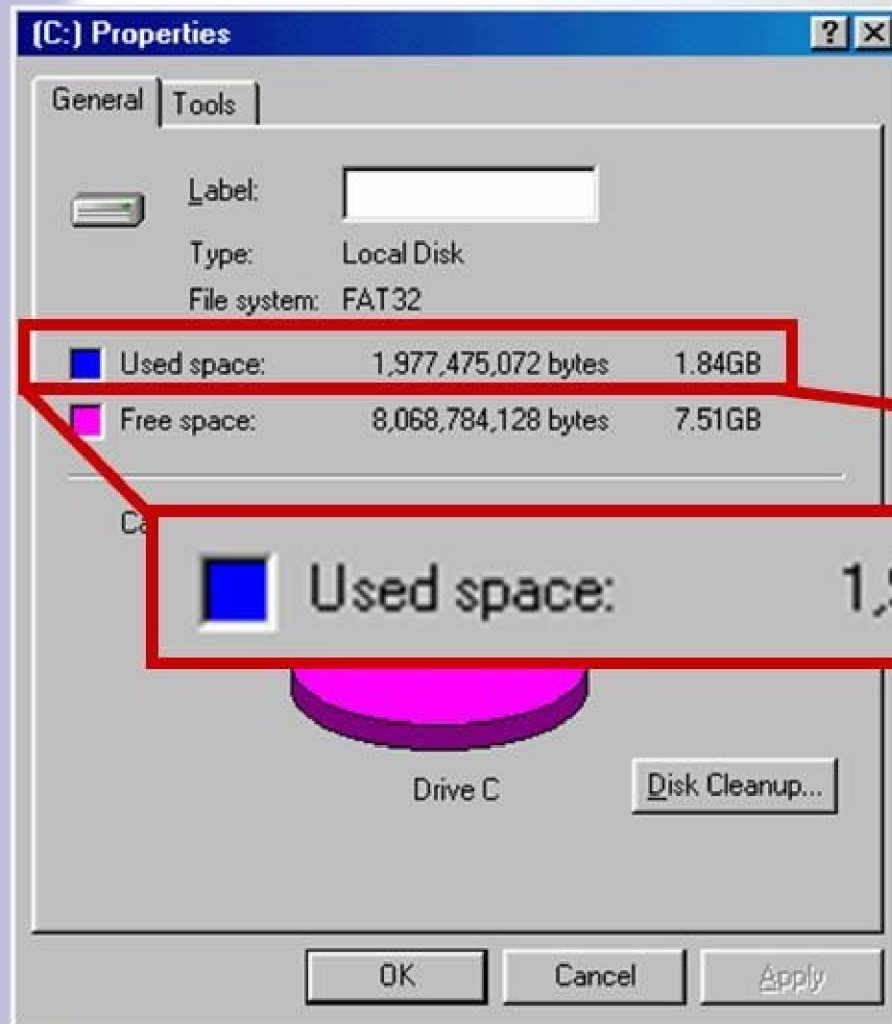 (C:) Properties
General Tools
Label:
Type: Local Disk
File system: FAT32
Used space: 1,977,475,072 bytes 1.84GB
Free space: 8,068,784,128 bytes 7.51GB
Used space:
Drive C
Disk Cleanup...
OK Cancel Apply